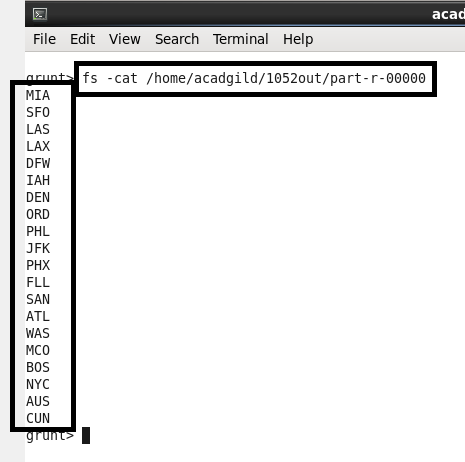 acad
File Edit View Search Terminal Help
grunt> fs -cat /home/acadgild/1052out/part-r-00000
MIA
SFO
LAS
LAX
DFW
IAH
DEN
ORD
PHL
JFK
PHX
FLL
SAN
ATL
WAS
MCO
BOS
NYC
AUS
CUN
grunt>